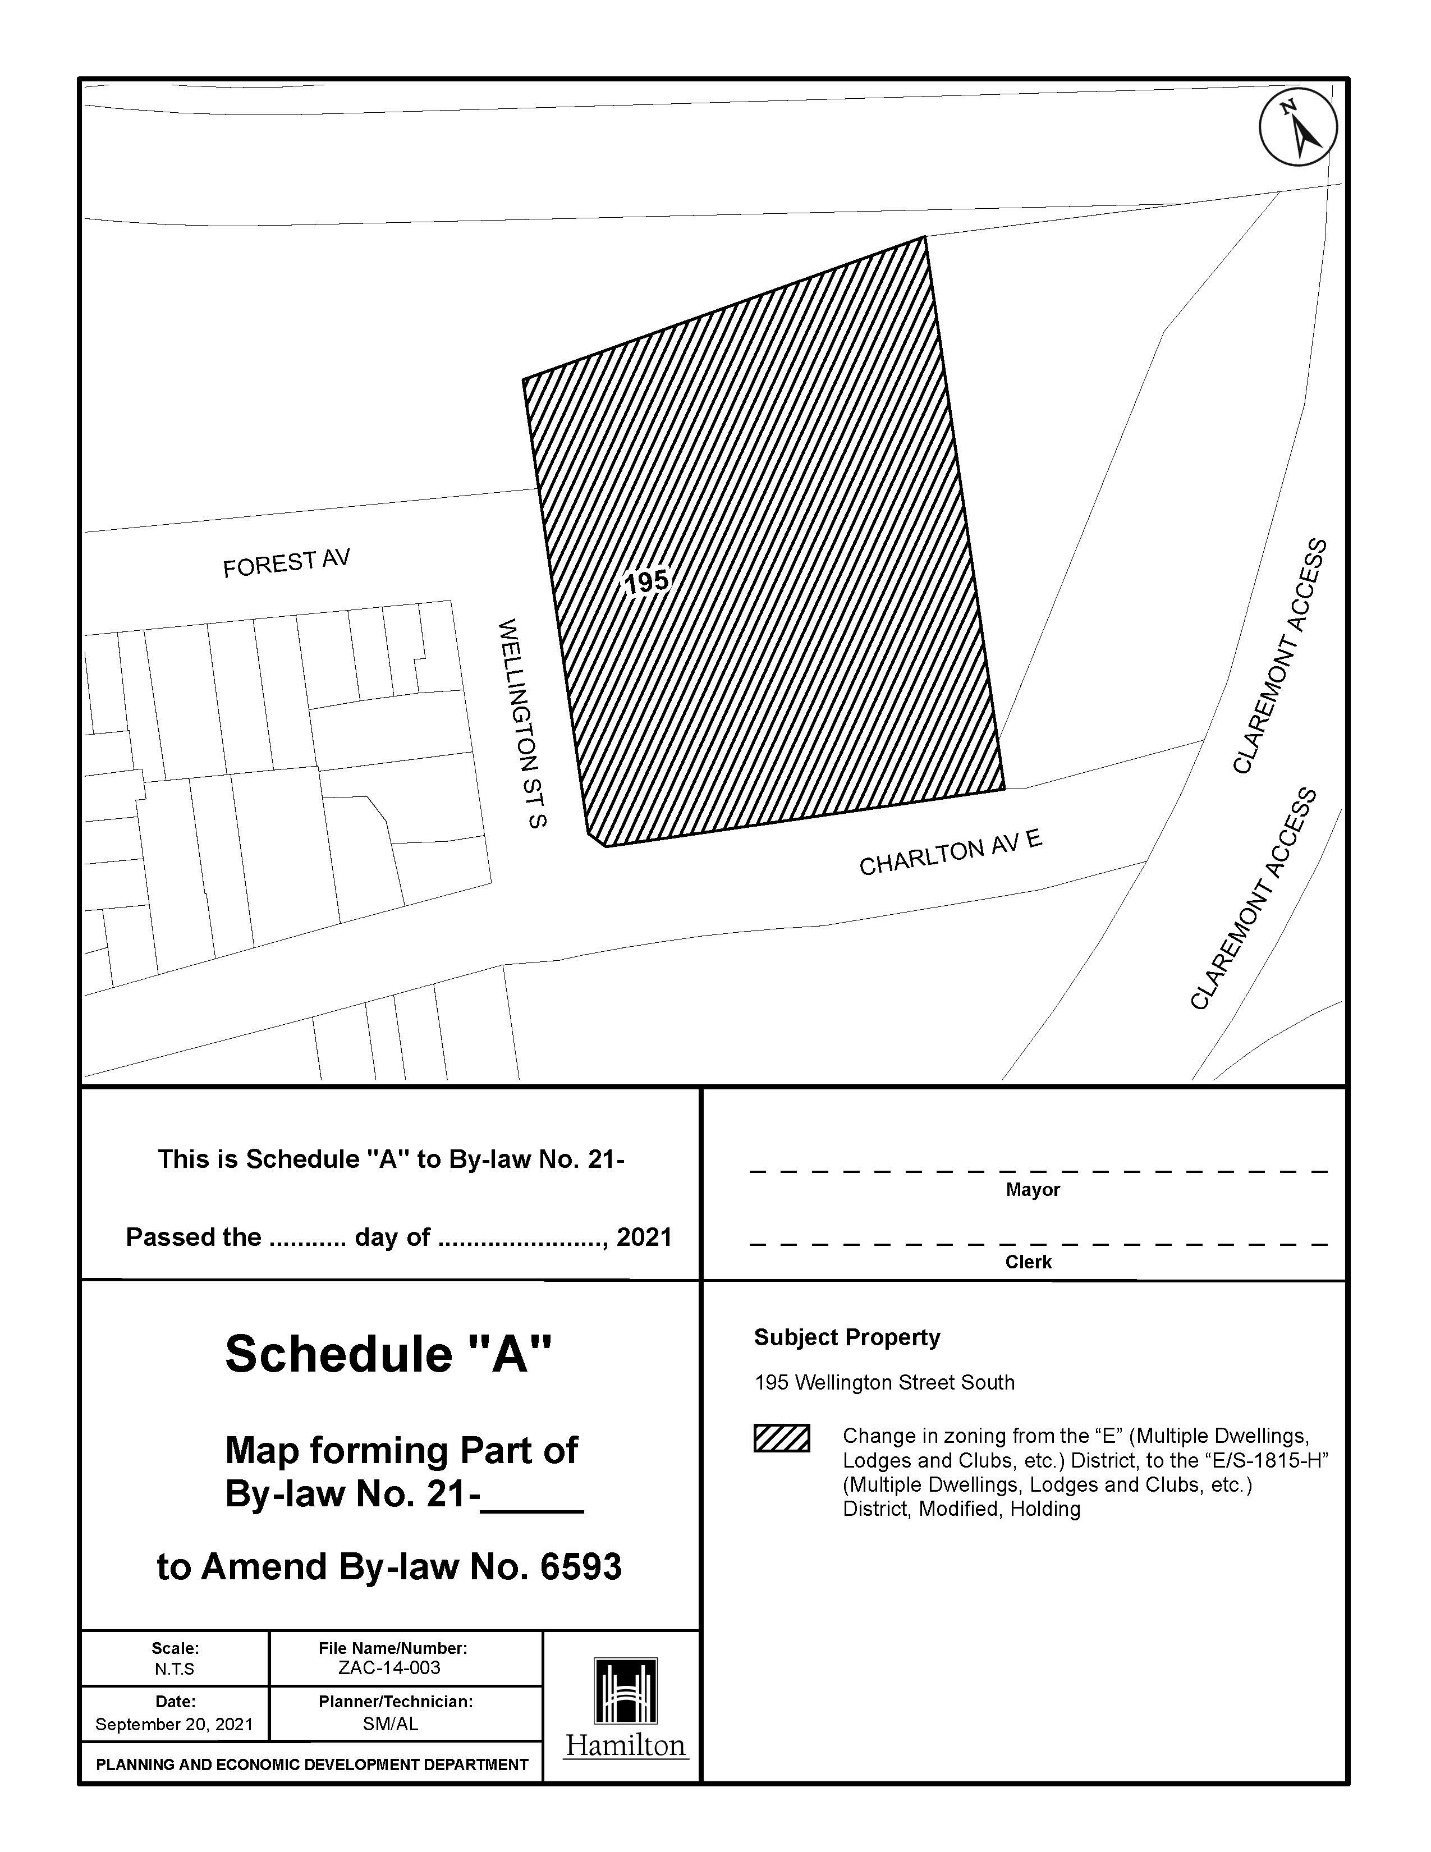 N
FOREST AV
195
WELLINGTON ST S
CLAREMONT ACCESS
CHARLTON AV E
CLAREMONT ACCESS
This is Schedule "A" to By-law No. 21-
Passed the ........... day of ......................., 2021
Mayor
Clerk
Schedule "A"
Map forming Part of
By-law No. 21-_____
to Amend By-law No. 6593
Subject Property
195 Wellington Street South
Change in zoning from the “E” (Multiple Dwellings,
Lodges and Clubs, etc.) District, to the “E/S-1815-H”
(Multiple Dwellings, Lodges and Clubs, etc.)
District, Modified, Holding
Scale:
N.T.S
File Name/Number:
ZAC-14-003
Date:
September 20, 2021
Planner/Technician:
SM/AL
PLANNING AND ECONOMIC DEVELOPMENT DEPARTMENT
Hamilton